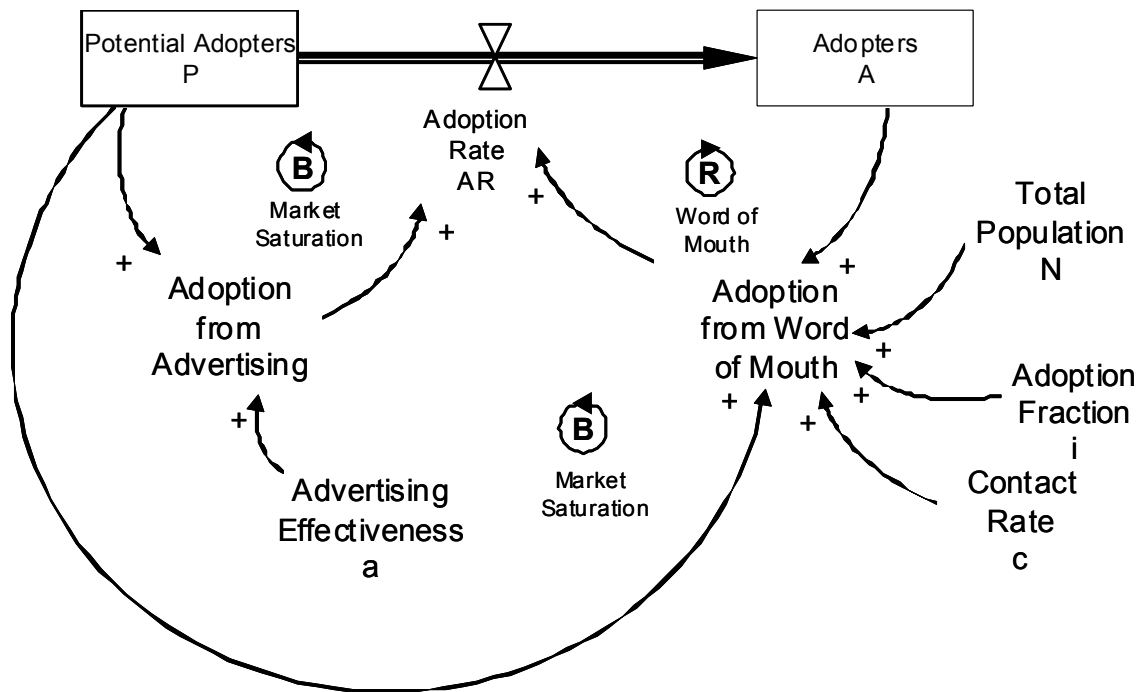 Potential Adopters
P
Adopters
A
Adoption
Rate
AR
B
Market
Saturation
R
Word of
Mouth
Total
Population
N
+
+
+
+
+
Adoption
from
Advertising
Adoption
from Word
of Mouth
+
+
+
+
+
Adoption
Fraction
i
B
Market
Saturation
Advertising
Effectiveness
a
Contact
Rate
c